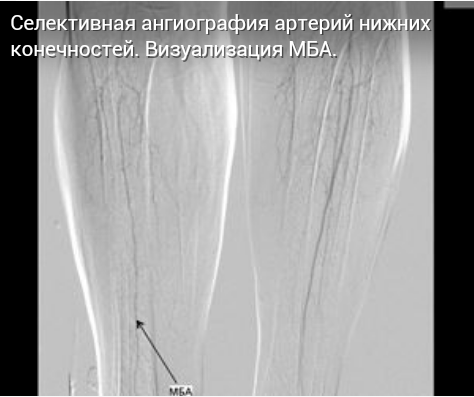 Селективная ангиография артерий нижних
конечностей. Визуализация МБА.
МБА